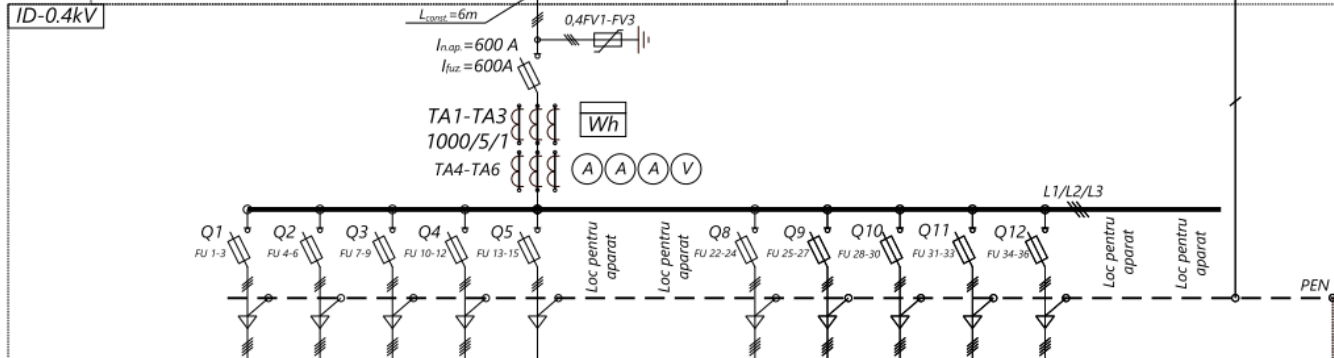 ID-0.4kV
Lconst.=6m
0,4FV1-FV3
In.ap.=600 A
Ifuz.=600A
TA1-TA3
1000/5/1
Wh
TA4-TA6
A A A V
L1/L2/L3
Q1
FU 1-3
Q2
FU 4-6
Q3
FU 7-9
Q4
FU 10-12
Q5
FU 13-15
Loc pentru
aparat
Loc pentru
aparat
Q8
FU 22-24
Q9
FU 25-27
Q10
FU 28-30
Q11
FU 31-33
Q12
FU 34-36
Loc pentru
aparat
Loc pentru
aparat
PEN